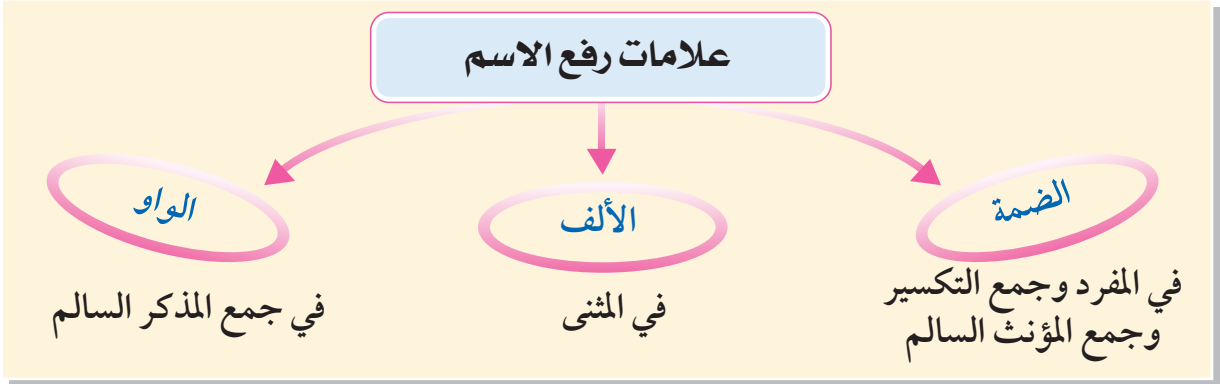 علامات رفع الاسم
الضمة
في المفرد وجمع التكسير
وجمع المؤنث السالم
الألف
في المثنى
الواو
في جمع المذكر السالم